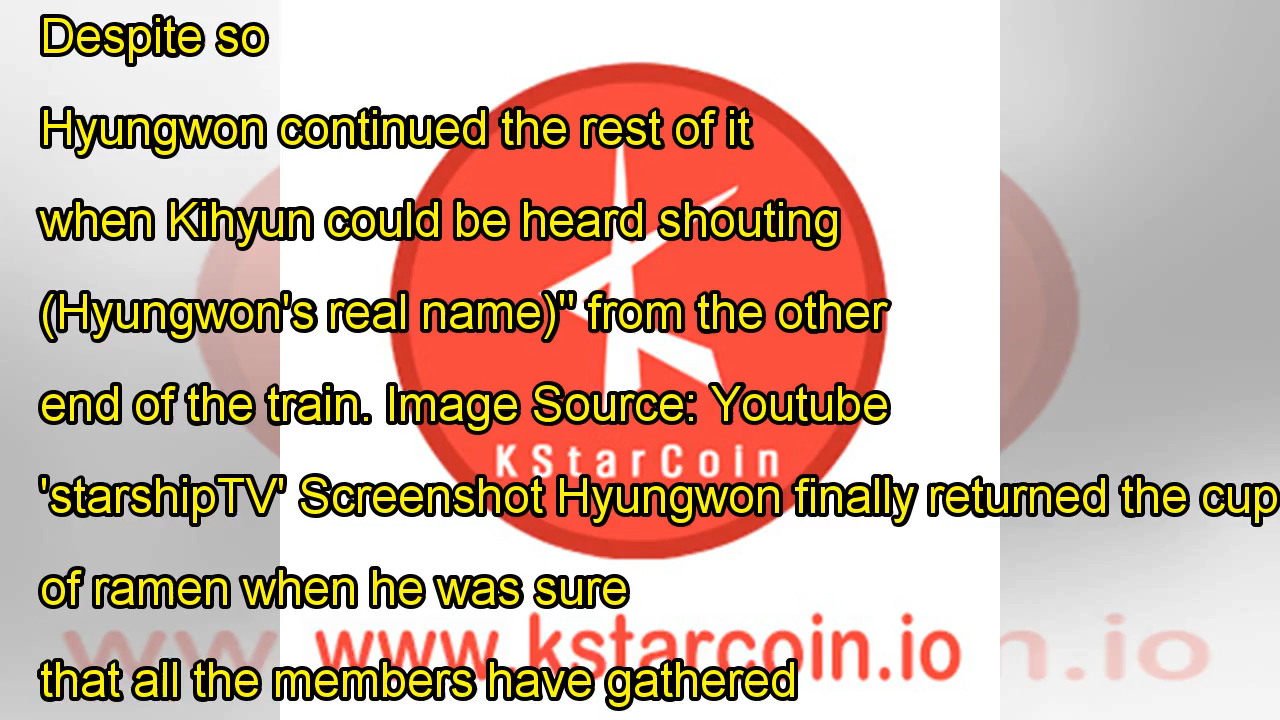 Despite so
Hyungwon continued the rest of it
when Kihyun could be heard shouting
(Hyungwon's real name)" from the other
end of the train. Image Source: Youtube
KStarCoin
'starshipTV' Screenshot Hyungwon finally returned the cup
of ramen when he was sure
www.kstarcoin.io
that all the members have gathered